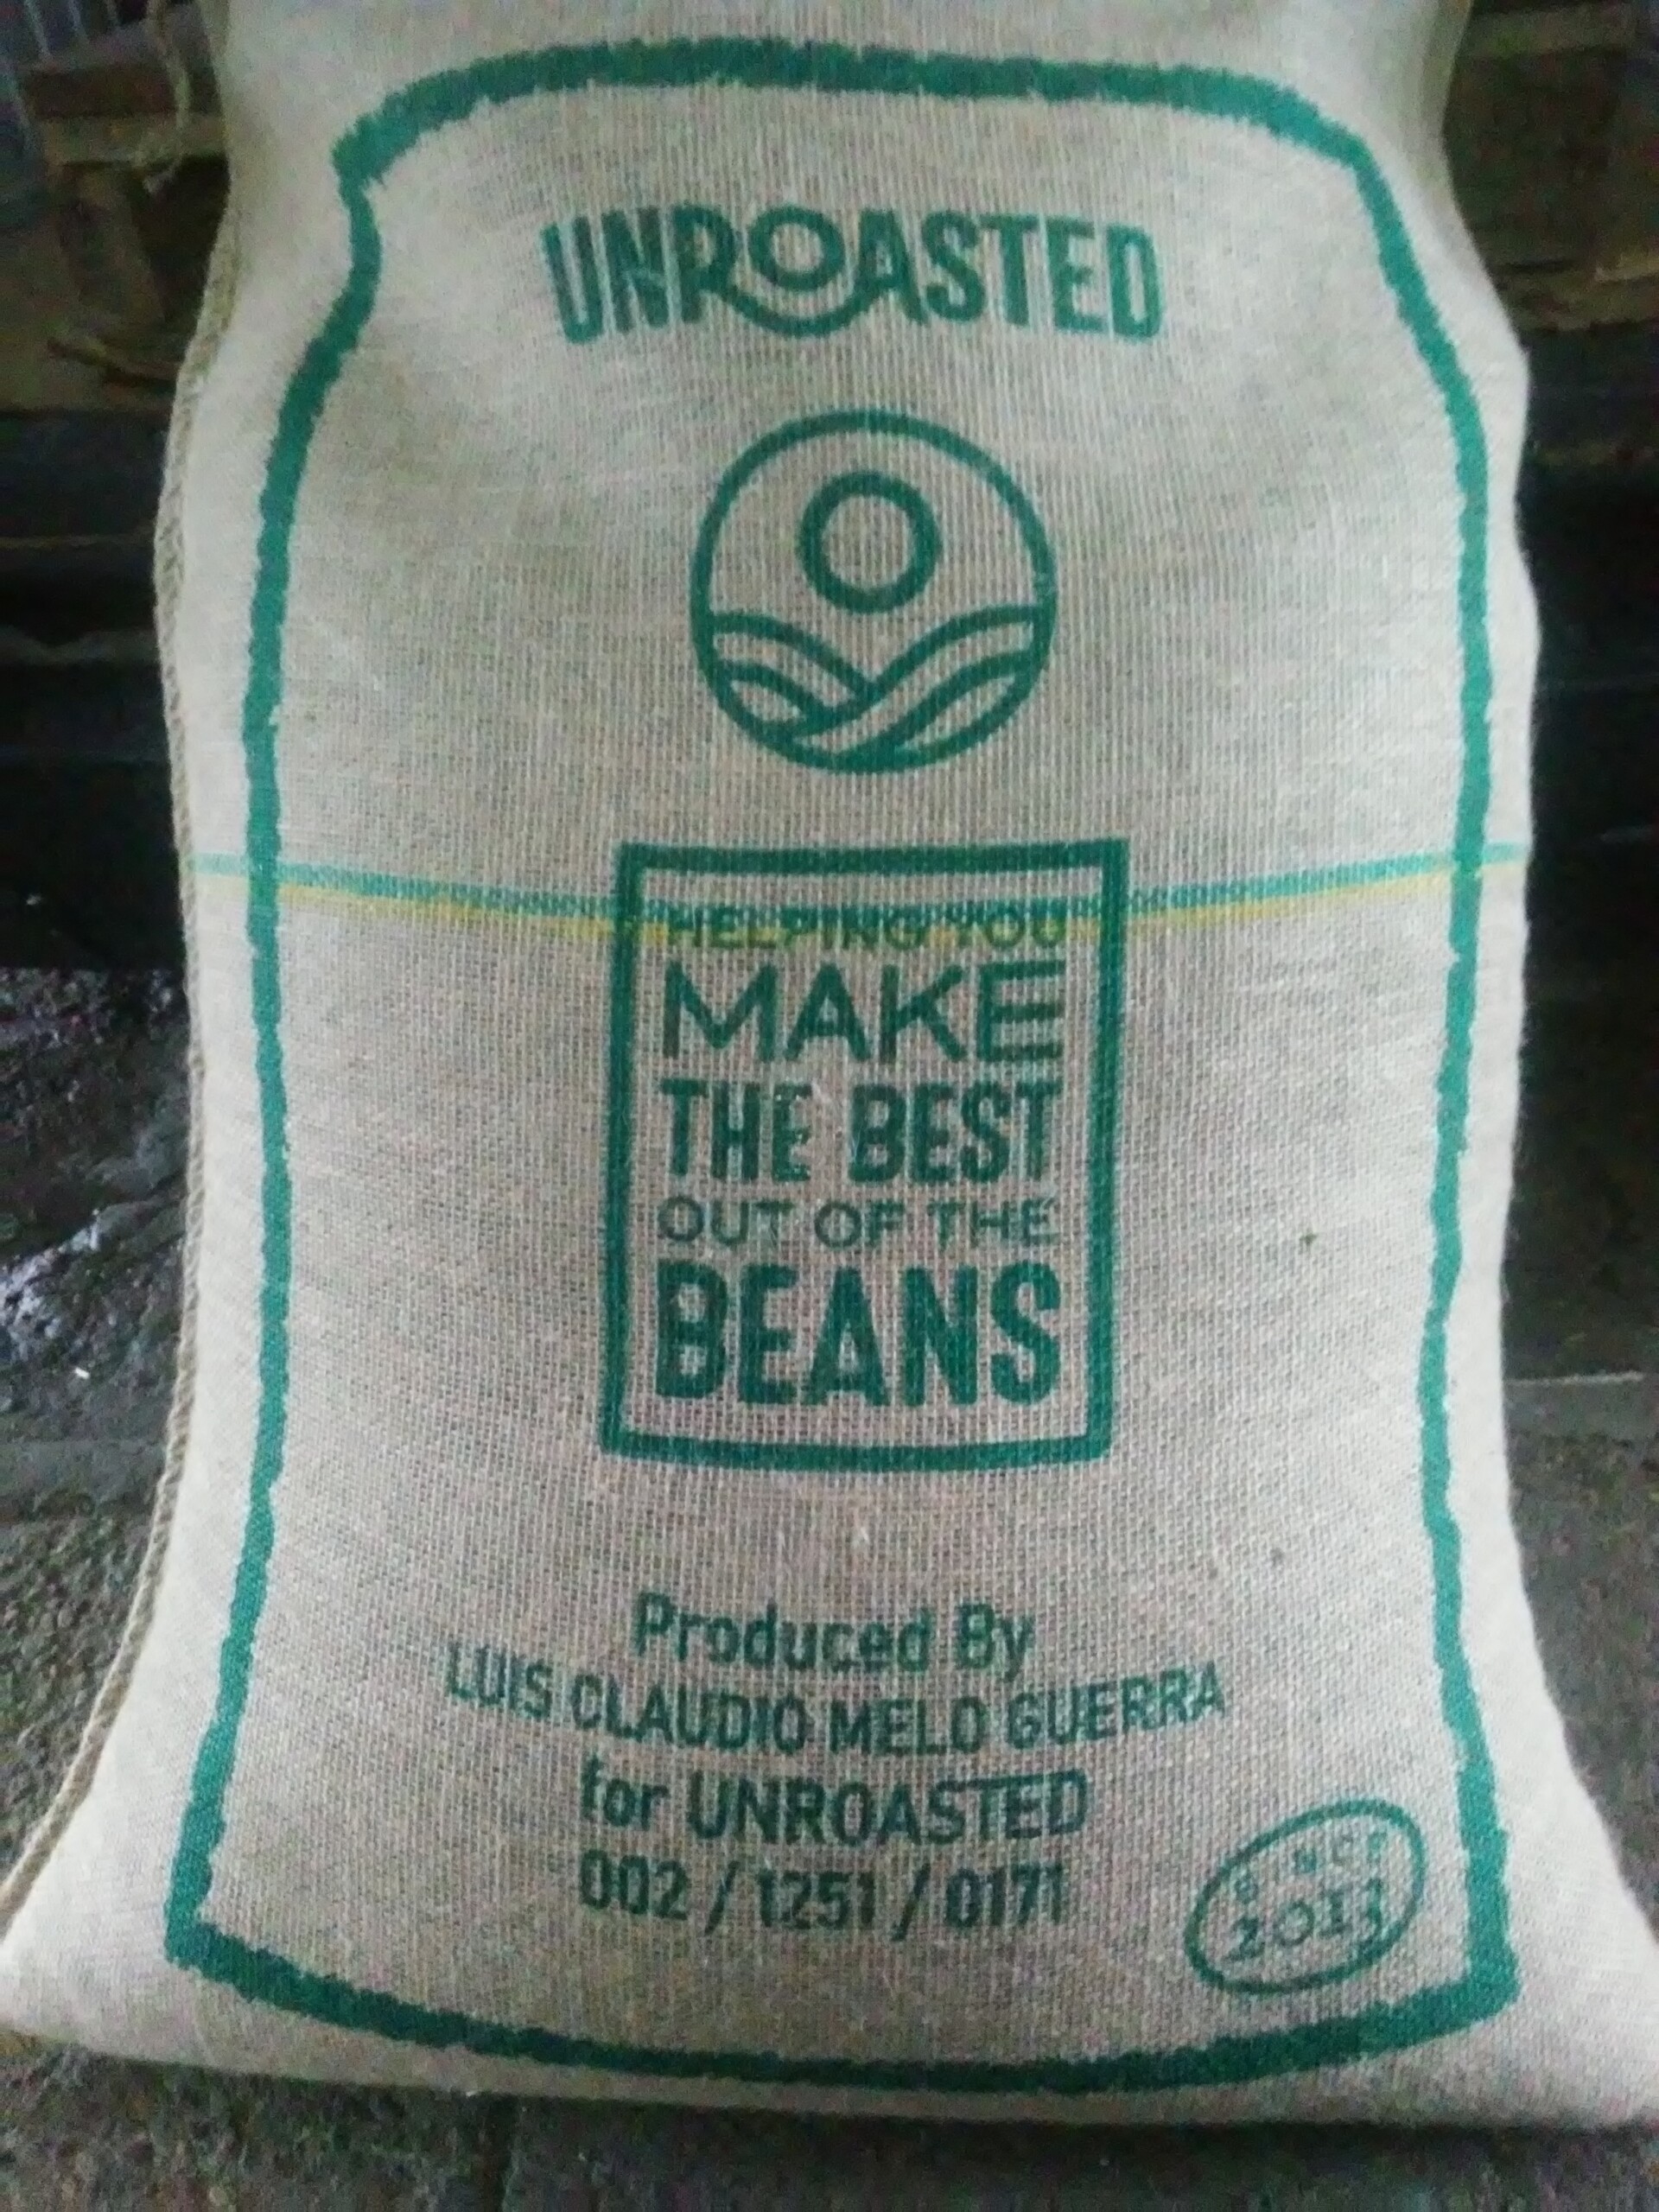 UNROASTED
HELPING YOU
MAKE
THE BEST
OUT OF THE
BEANS
Produced By
LUIS CLAUDIO MELO GUERRA
for UNROASTED
002 / 1251 / 0171
SINCE
2013